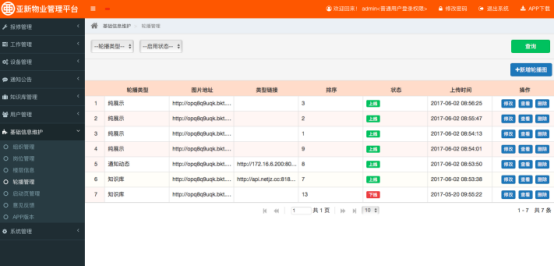 亚新物业管理平台
欢迎回来! admin<普通用户登录权限> 修改密码 退出系统 APP下载
报修管理
工作管理
设备管理
通知公告
知识库管理
用户管理
基础信息维护
组织管理
岗位管理
楼宇信息
轮播管理
启动页管理
意见反馈
APP版本
系统管理
基础信息维护 轮播管理
--轮播类型-- --启用状态-- 查询
+新增轮播图
轮播类型 图片地址 类型链接 排序 状态 上传时间 操作
1 纯展示 http://opq8q9uqk.bkt.... 3 上线 2017-06-02 08:56:25 修改 查看 删除
2 纯展示 http://opq8q9uqk.bkt.... 2 上线 2017-06-02 08:55:47 修改 查看 删除
3 纯展示 http://opq8q9uqk.bkt.... 1 上线 2017-06-02 08:54:13 修改 查看 删除
4 纯展示 http://opq8q9uqk.bkt.... 9 上线 2017-06-02 08:54:01 修改 查看 删除
5 通知动态 http://opq8q9uqk.bkt.... http://172.16.6.200:80... 8 上线 2017-06-02 08:53:50 修改 查看 删除
6 知识库 http://opq8q9uqk.bkt.... http://api.netjz.cc:818... 7 上线 2017-06-02 08:53:38 修改 查看 删除
7 知识库 http://opq8q9uqk.bkt.... 13 下线 2017-05-20 09:55:22 修改 查看 删除
1 共 1 页 10 1 - 7 共 7 条